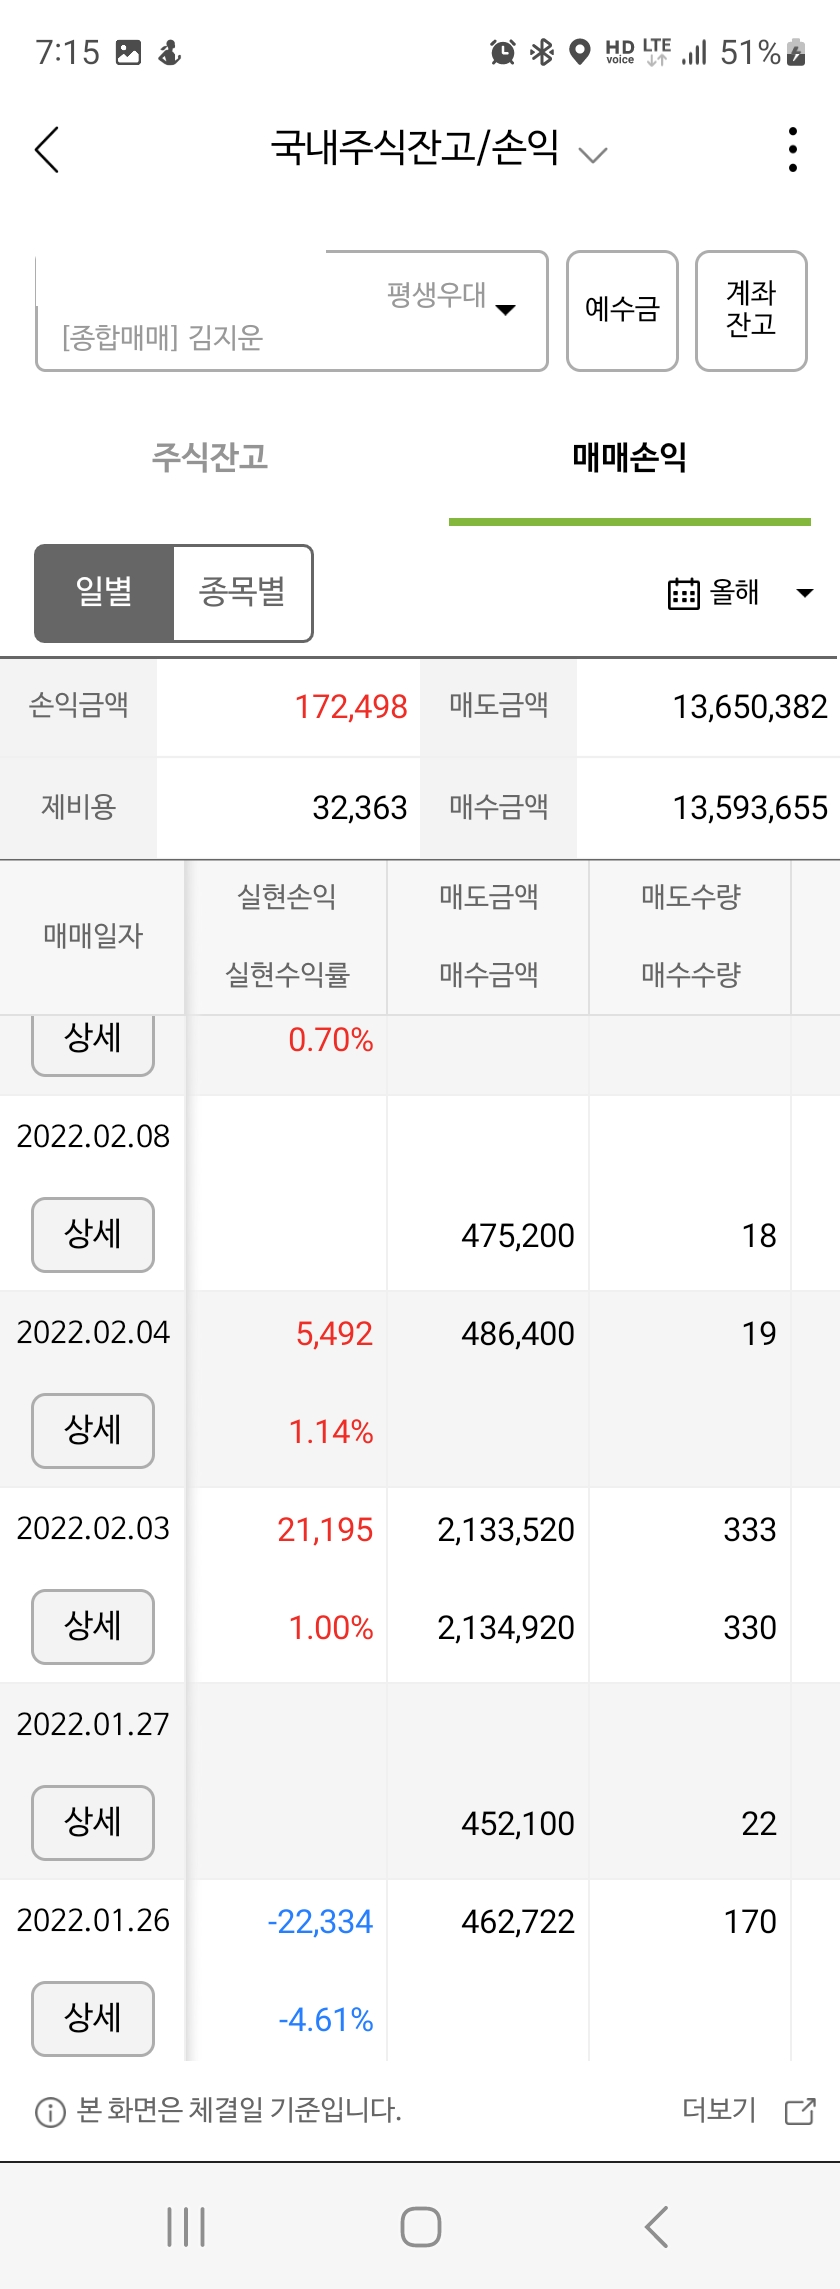 7:15 HD voice LTE 51%
국내주식잔고/손익
평생우대
[종합매매] 김지운
예수금
계좌
잔고
주식잔고 매매손익
일별 종목별 올해
손익금액 172,498 매도금액 13,650,382
제비용 32,363 매수금액 13,593,655
매매일자
실현손익 매도금액 매도수량
실현수익률 매수금액 매수수량
상세 0.70%
2022.02.08
상세 475,200 18
2022.02.04 5,492 486,400 19
상세 1.14%
2022.02.03 21,195 2,133,520 333
상세 1.00% 2,134,920 330
2022.01.27
상세 452,100 22
2022.01.26 -22,334 462,722 170
상세 -4.61%
본 화면은 체결일 기준입니다. 더보기